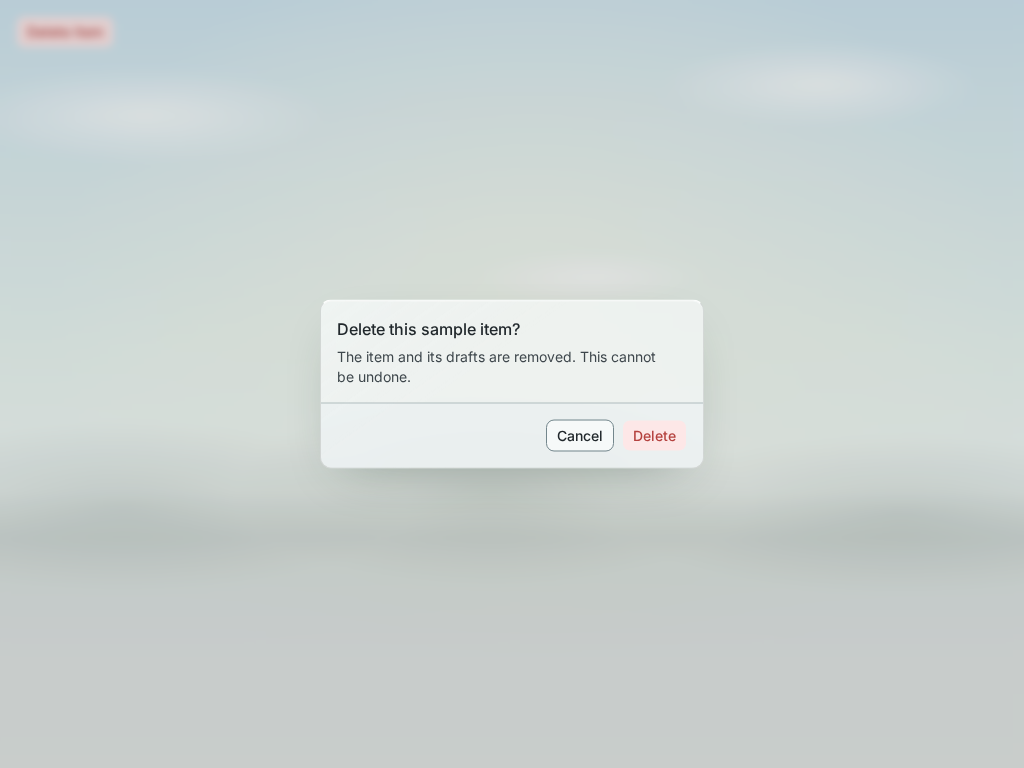 Delete this sample item?
The item and its drafts are removed. This cannot
be undone.
Cancel
Delete